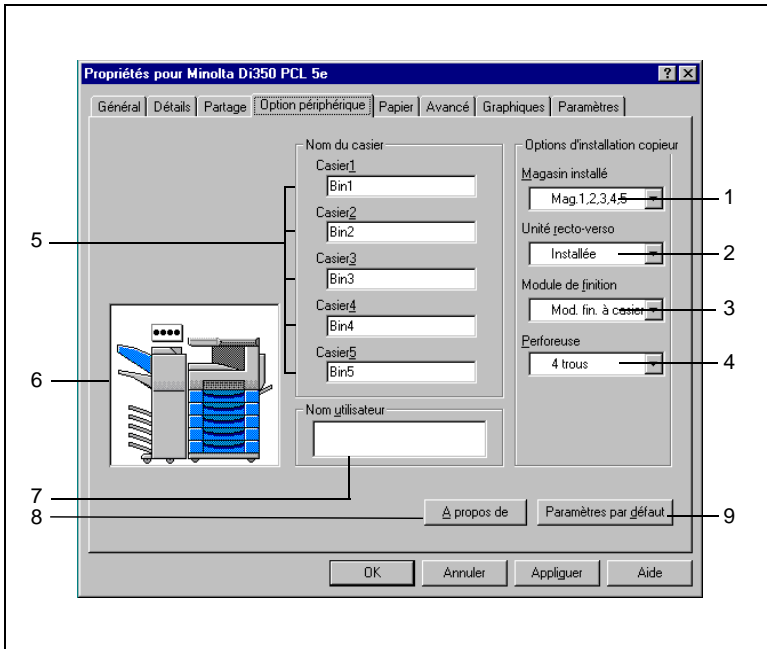 Propriétés pour Minolta Di350 PCL 5e
Général Détails Partage Option périphérique Papier Avancé Graphiques Paramètres
Nom du casier
Casier1
Bin1
Casier2
Bin2
Casier3
Bin3
Casier4
Bin4
Casier5
Bin5
Nom utilisateur
Options d'installation copieur
Magasin installé
Mag.1,2,3,4,5
Unité recto-verso
Installée
Module de finition
Mod. fin. à casier
Perforeuse
4 trous
A propos de
Paramètres par défaut
OK
Annuler
Appliguer
Aide
1
2
3
4
5
6
7
8
9